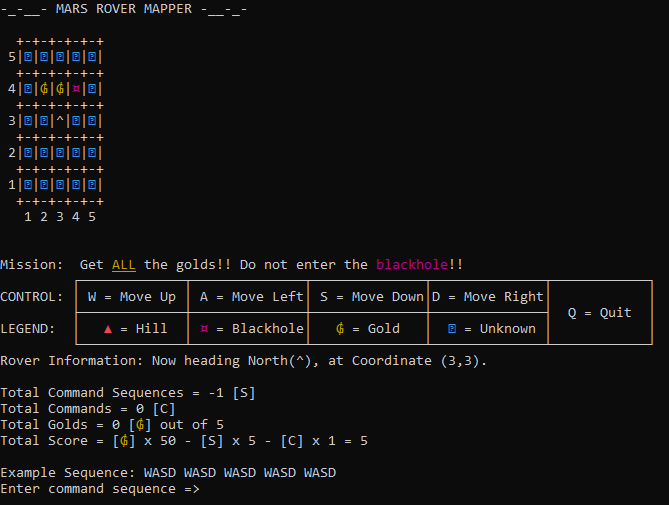 -_-__- MARS ROVER MAPPER -__-_-
+-+-+-+-+-+
5|⍰|⍰|⍰|⍰|⍰|
+-+-+-+-+-+
4|⍰|₲|₲|¤|⍰|
+-+-+-+-+-+
3|⍰|⍰|^|⍰|⍰|
+-+-+-+-+-+
2|⍰|⍰|⍰|⍰|⍰|
+-+-+-+-+-+
1|⍰|⍰|⍰|⍰|⍰|
+-+-+-+-+-+
1 2 3 4 5
Mission: Get ALL the golds!! Do not enter the blackhole!!
CONTROL: W = Move Up A = Move Left S = Move Down D = Move Right Q = Quit
LEGEND: ▲ = Hill ¤ = Blackhole ₲ = Gold ⍰ = Unknown
Rover Information: Now heading North(^), at Coordinate (3,3).
Total Command Sequences = -1 [S]
Total Commands = 0 [C]
Total Golds = 0 [₲] out of 5
Total Score = [₲] x 50 - [S] x 5 - [C] x 1 = 5
Example Sequence: WASD WASD WASD WASD WASD
Enter command sequence =>